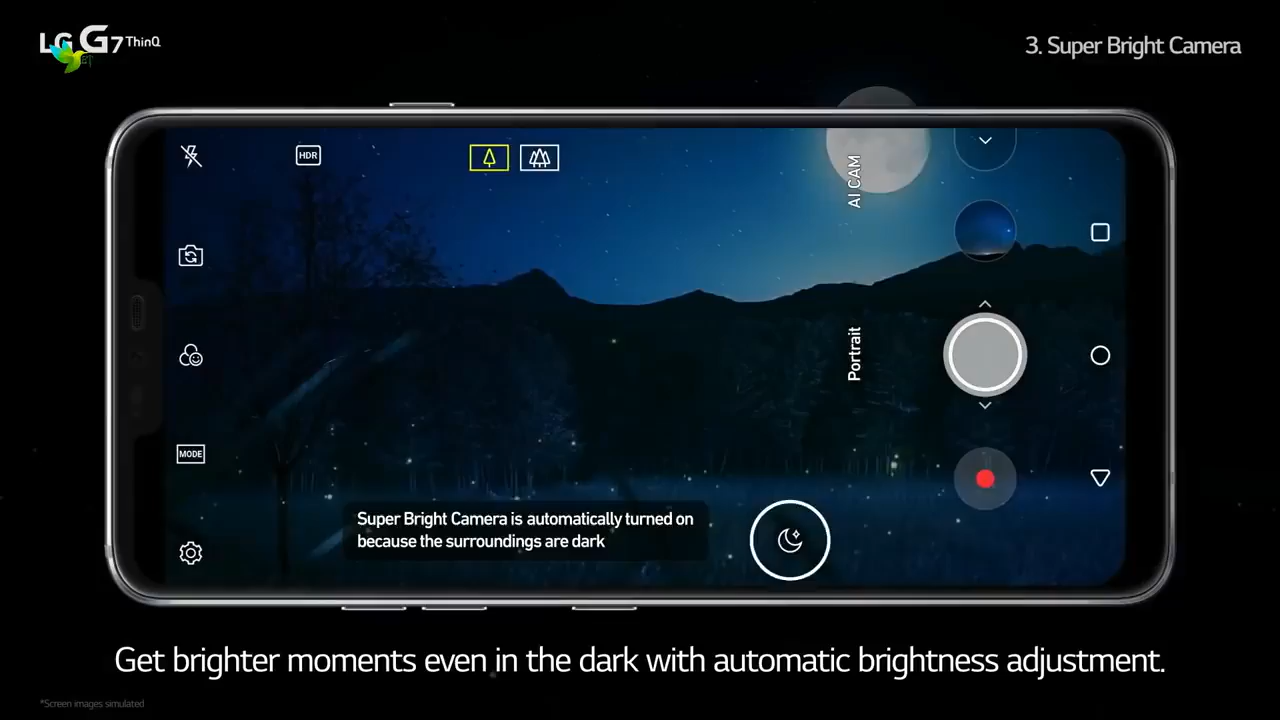 LG G7 ThinQ
3. Super Bright Camera
HDR
AI CAM
Portrait
MODE
Super Bright Camera is automatically turned on
because the surroundings are dark
Get brighter moments even in the dark with automatic brightness adjustment.
*Screen images simulated